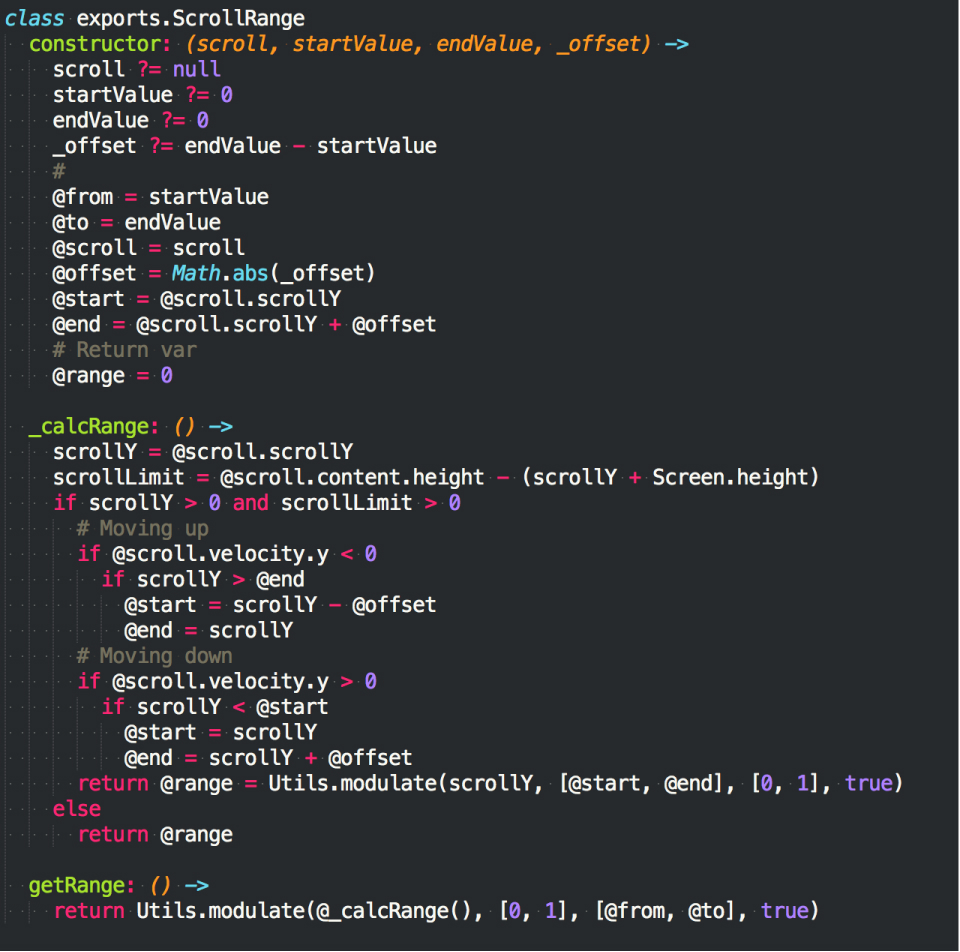 class exports.ScrollRange
  constructor: (scroll, startValue, endValue, _offset) ->
    scroll ?= null
    startValue ?= 0
    endValue ?= 0
    _offset ?= endValue - startValue
    #
    @from = startValue
    @to = endValue
    @scroll = scroll
    @offset = Math.abs(_offset)
    @start = @scroll.scrollY
    @end = @scroll.scrollY + @offset
    # Return var
    @range = 0

  _calcRange: () ->
    scrollY = @scroll.scrollY
    scrollLimit = @scroll.content.height - (scrollY + Screen.height)
    if scrollY > 0 and scrollLimit > 0
      # Moving up
      if @scroll.velocity.y < 0
        if scrollY > @end
          @start = scrollY - @offset
          @end = scrollY
      # Moving down
      if @scroll.velocity.y > 0
        if scrollY < @start
          @start = scrollY
          @end = scrollY + @offset
      return @range = Utils.modulate(scrollY, [@start, @end], [0, 1], true)
    else
      return @range

  getRange: () ->
    return Utils.modulate(@_calcRange(), [0, 1], [@from, @to], true)